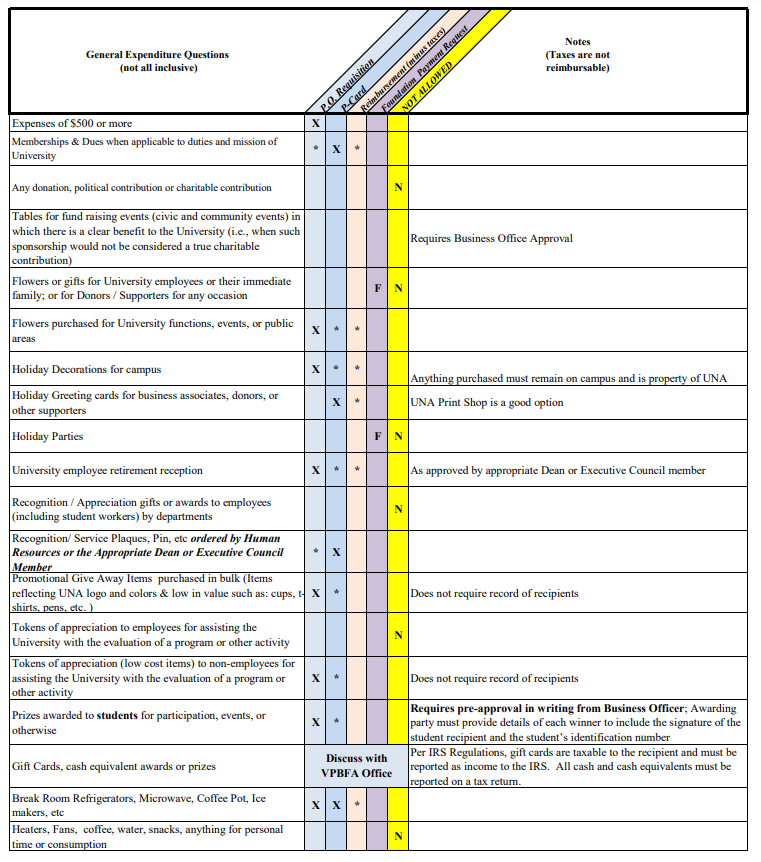 General Expenditure Questions
(not all inclusive)
P.O. Requisition
P-Card
Reimbursement (minus taxes)
Foundation Payment Request
NOT ALLOWED
Notes
(Taxes are not
reimbursable)
Expenses of $500 or more X
Memberships & Dues when applicable to duties and mission of
University * X *
Any donation, political contribution or charitable contribution N
Tables for fund raising events (civic and community events) in
which there is a clear benefit to the University (i.e., when such
sponsorship would not be considered a true charitable
contribution)
Requires Business Office Approval
Flowers or gifts for University employees or their immediate
family; or for Donors / Supporters for any occasion F N
Flowers purchased for University functions, events, or public
areas X * *
Holiday Decorations for campus X * *
Anything purchased must remain on campus and is property of UNA
Holiday Greeting cards for business associates, donors, or
other supporters X *
UNA Print Shop is a good option
Holiday Parties F N
University employee retirement reception X * * As approved by appropriate Dean or Executive Council member
Recognition / Appreciation gifts or awards to employees
(including student workers) by departments N
Recognition/ Service Plaques, Pin, etc ordered by Human
Resources or the Appropriate Dean or Executive Council
Member * X
Promotional Give Away Items purchased in bulk (Items
reflecting UNA logo and colors & low in value such as: cups, t-
shirts, pens, etc. ) X *
Does not require record of recipients
Tokens of appreciation to employees for assisting the
University with the evaluation of a program or other activity N
Tokens of appreciation (low cost items) to non-employees for
assisting the University with the evaluation of a program or
other activity X *
Does not require record of recipients
Prizes awarded to students for participation, events, or
otherwise X *
Requires pre-approval in writing from Business Officer; Awarding
party must provide details of each winner to include the signature of the
student recipient and the student's identification number
Gift Cards, cash equivalent awards or prizes
Discuss with
VPBFA Office
Per IRS Regulations, gift cards are taxable to the recipient and must be
reported as income to the IRS. All cash and cash equivalents must be
reported on a tax return.
Break Room Refrigerators, Microwave, Coffee Pot, Ice
makers, etc X X *
Heaters, Fans, coffee, water, snacks, anything for personal
time or consumption N